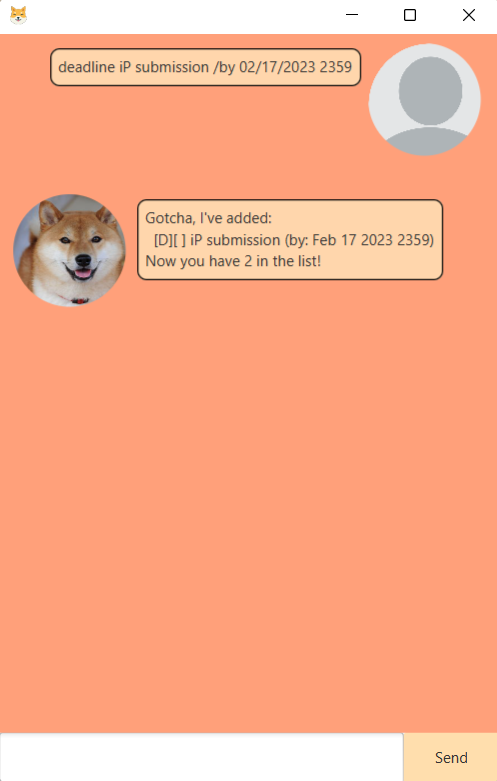 deadline iP submission /by 02/17/2023 2359
Gotcha, I've added:
[D][ ] iP submission (by: Feb 17 2023 2359)
Now you have 2 in the list!
Send